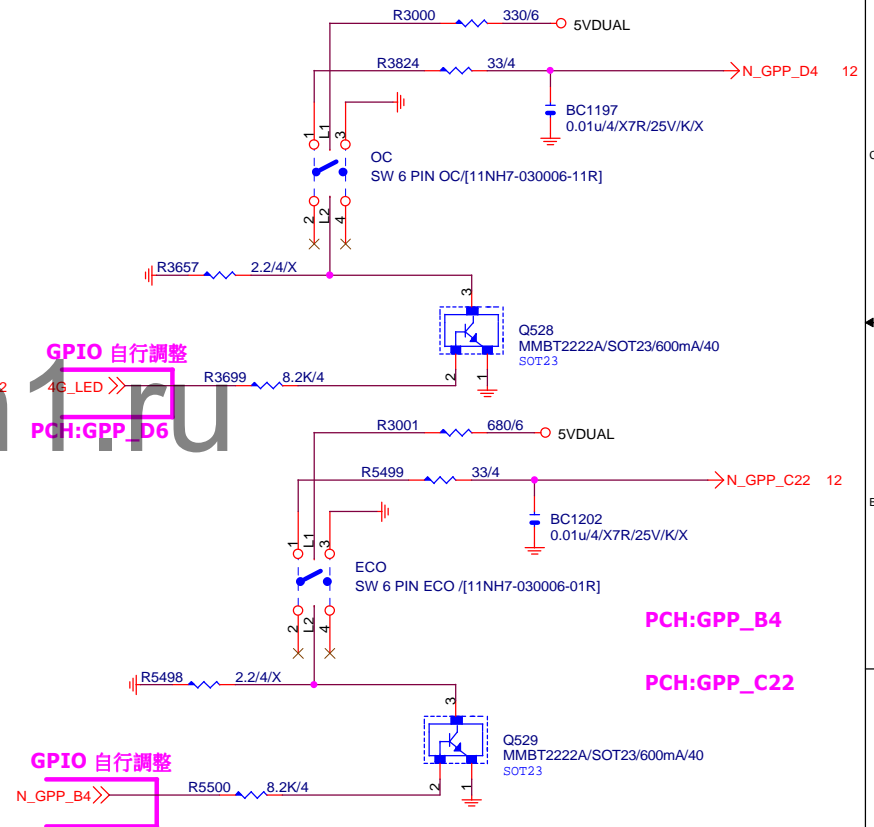 R3000 330/6 5VDUAL
R3824 33/4 N_GPP_D4 12
BC1197
0.01u/4/X7R/25V/K/X
1 L1 3
OC
SW 6 PIN OC/[11NH7-030006-11R]
2 L2 4
R3657 2.2/4/X
3
Q528
MMBT2222A/SOT23/600mA/40
SOT23
2 1
GPIO 自行調整
4G_LED R3699 8.2K/4
PCH:GPP_D6
R3001 680/6 5VDUAL
R5499 33/4 N_GPP_C22 12
BC1202
0.01u/4/X7R/25V/K/X
1 L1 3
ECO
SW 6 PIN ECO /[11NH7-030006-01R]
2 L2 4
PCH:GPP_B4
R5498 2.2/4/X
PCH:GPP_C22
3
Q529
MMBT2222A/SOT23/600mA/40
SOT23
2 1
GPIO 自行調整
N_GPP_B4 R5500 8.2K/4
1.ru